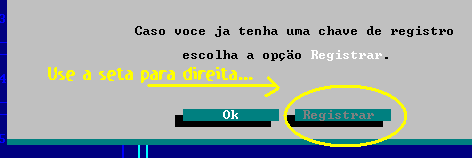 Caso voce ja tenha uma chave de registro
escolha a opção Registrar.
Use a seta para direita...
Ok Registrar